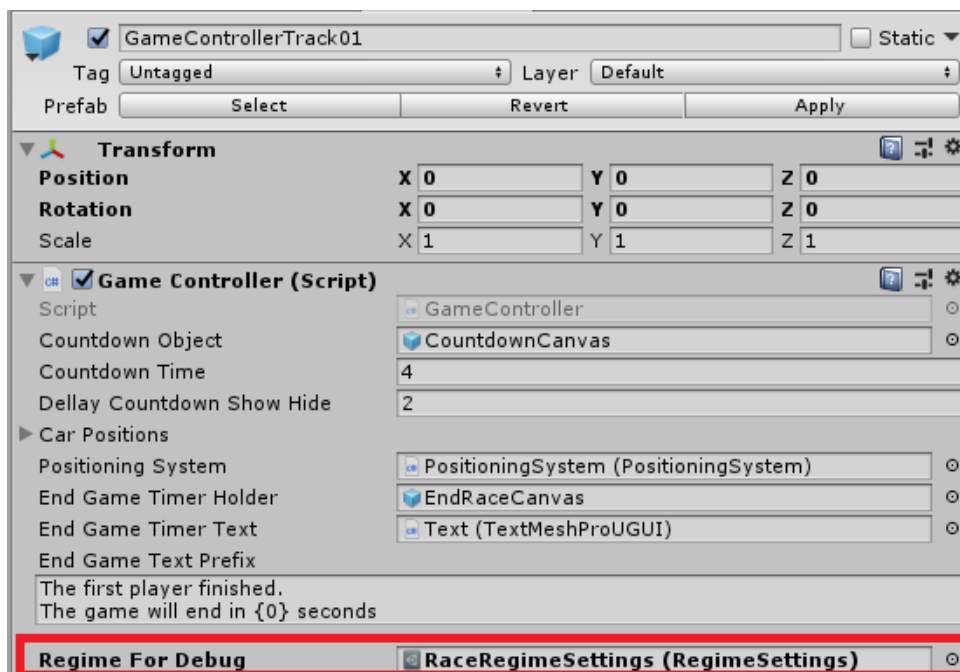 GameControllerTrack01 Static
Tag Untagged Layer Default
Prefab Select Revert Apply
Transform
Position X 0 Y 0 Z 0
Rotation X 0 Y 0 Z 0
Scale X 1 Y 1 Z 1
c# Game Controller (Script)
Script GameController
Countdown Object CountdownCanvas
Countdown Time 4
Dellay Countdown Show Hide 2
Car Positions
Positioning System PositioningSystem (PositioningSystem)
End Game Timer Holder EndRaceCanvas
End Game Timer Text Text (TextMeshProUGUI)
End Game Text Prefix
The first player finished.
The game will end in {0} seconds
Regime For Debug RaceRegimeSettings (RegimeSettings)